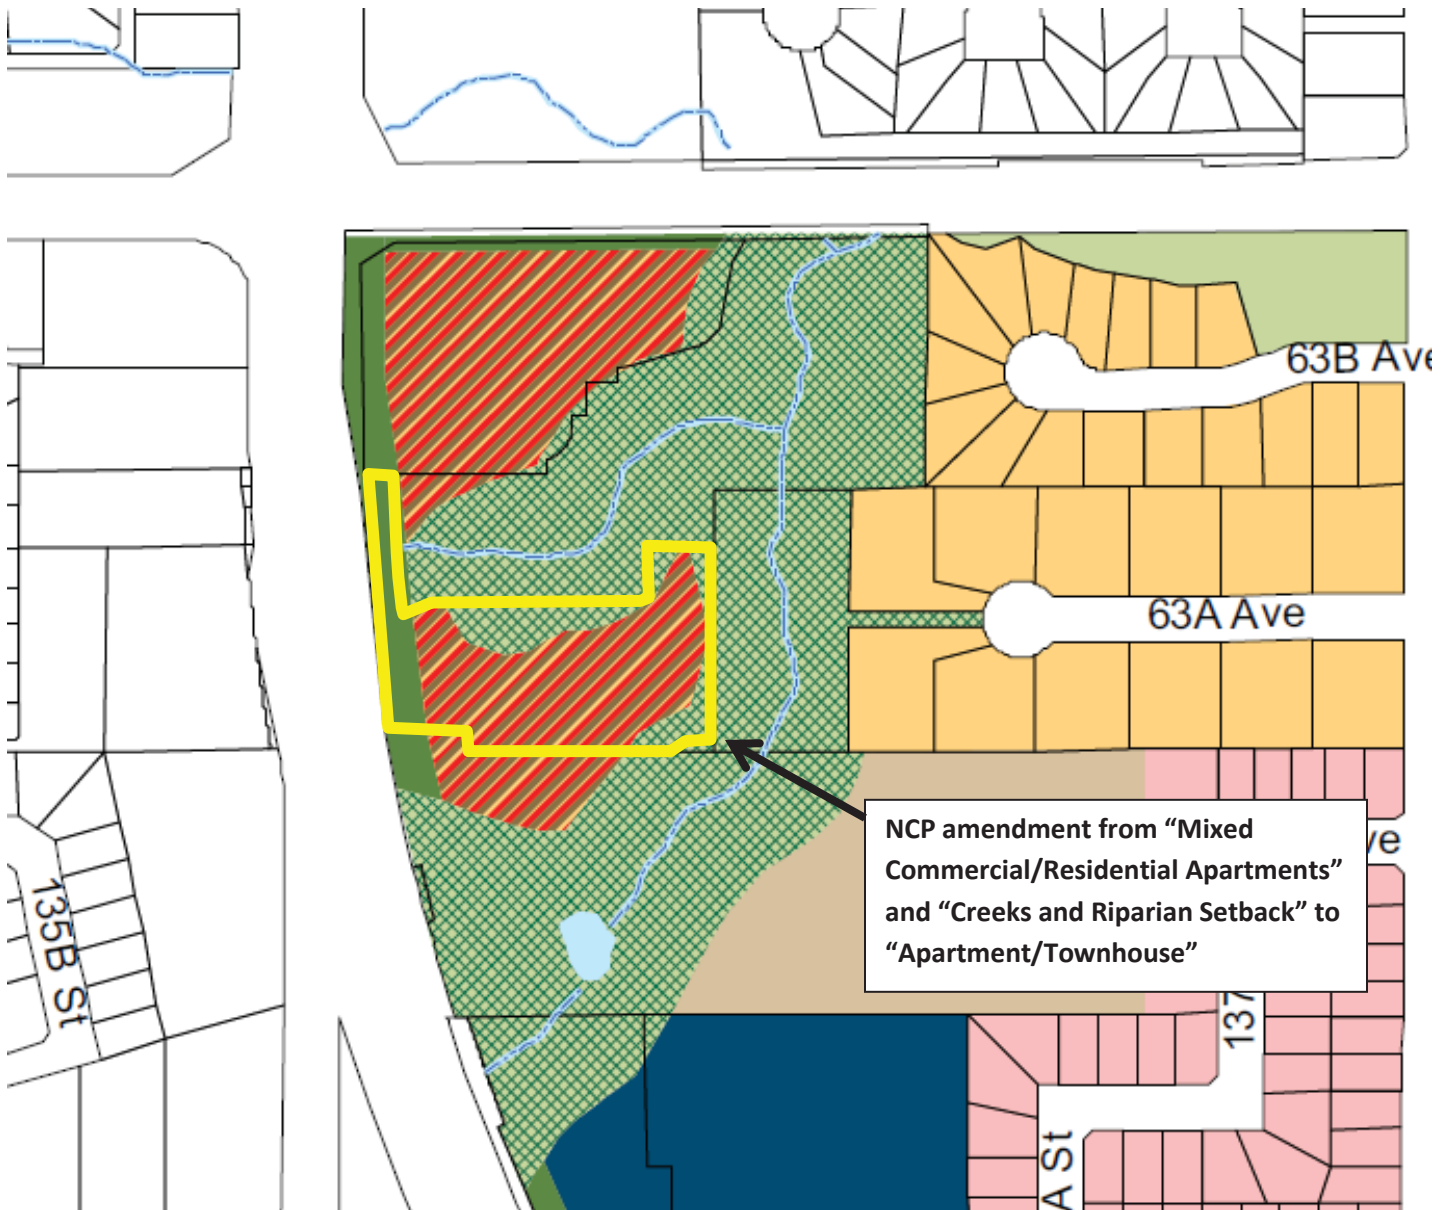 63B Ave
63A Ave
NCP amendment from “Mixed
Commercial/Residential Apartments”
and “Creeks and Riparian Setback” to
“Apartment/Townhouse”
ve
135B St
137
A St